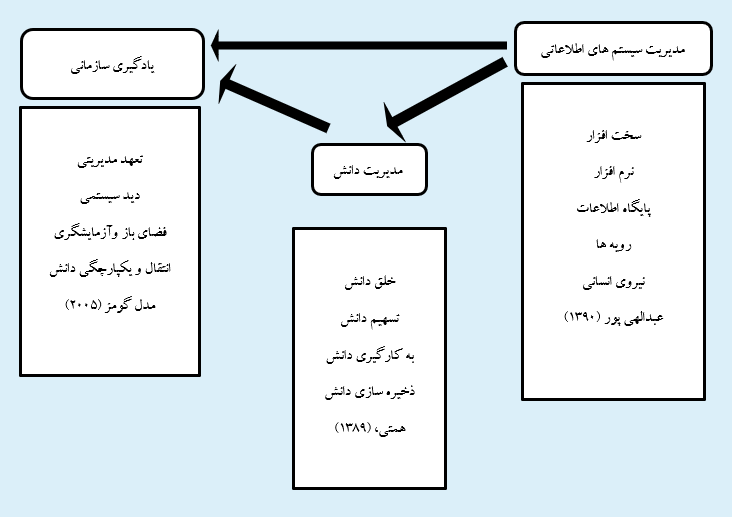 مدیریت سیستم های اطلاعاتی
سخت افزار
نرم افزار
پایگاه اطلاعات
رویه ها
نیروی انسانی
عبدالهی پور (۱۳۹۰)
مدیریت دانش
خلق دانش
تسهیم دانش
به کارگیری دانش
ذخیره سازی دانش
همتی، (۱۳۸۹)
یادگیری سازمانی
تعهد مدیریتی
دید سیستمی
فضای باز وآزمایشگری
انتقال و یکپارچگی دانش
مدل گومز (۲۰۰۵)